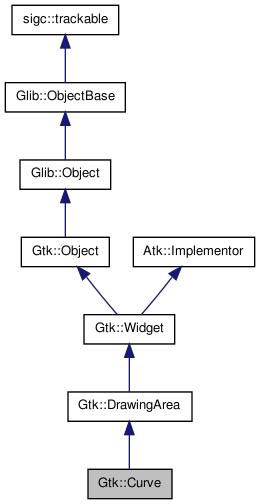 sigc::trackable
Glib::ObjectBase
Glib::Object
Gtk::Object
Atk::Implementor
Gtk::Widget
Gtk::DrawingArea
Gtk::Curve